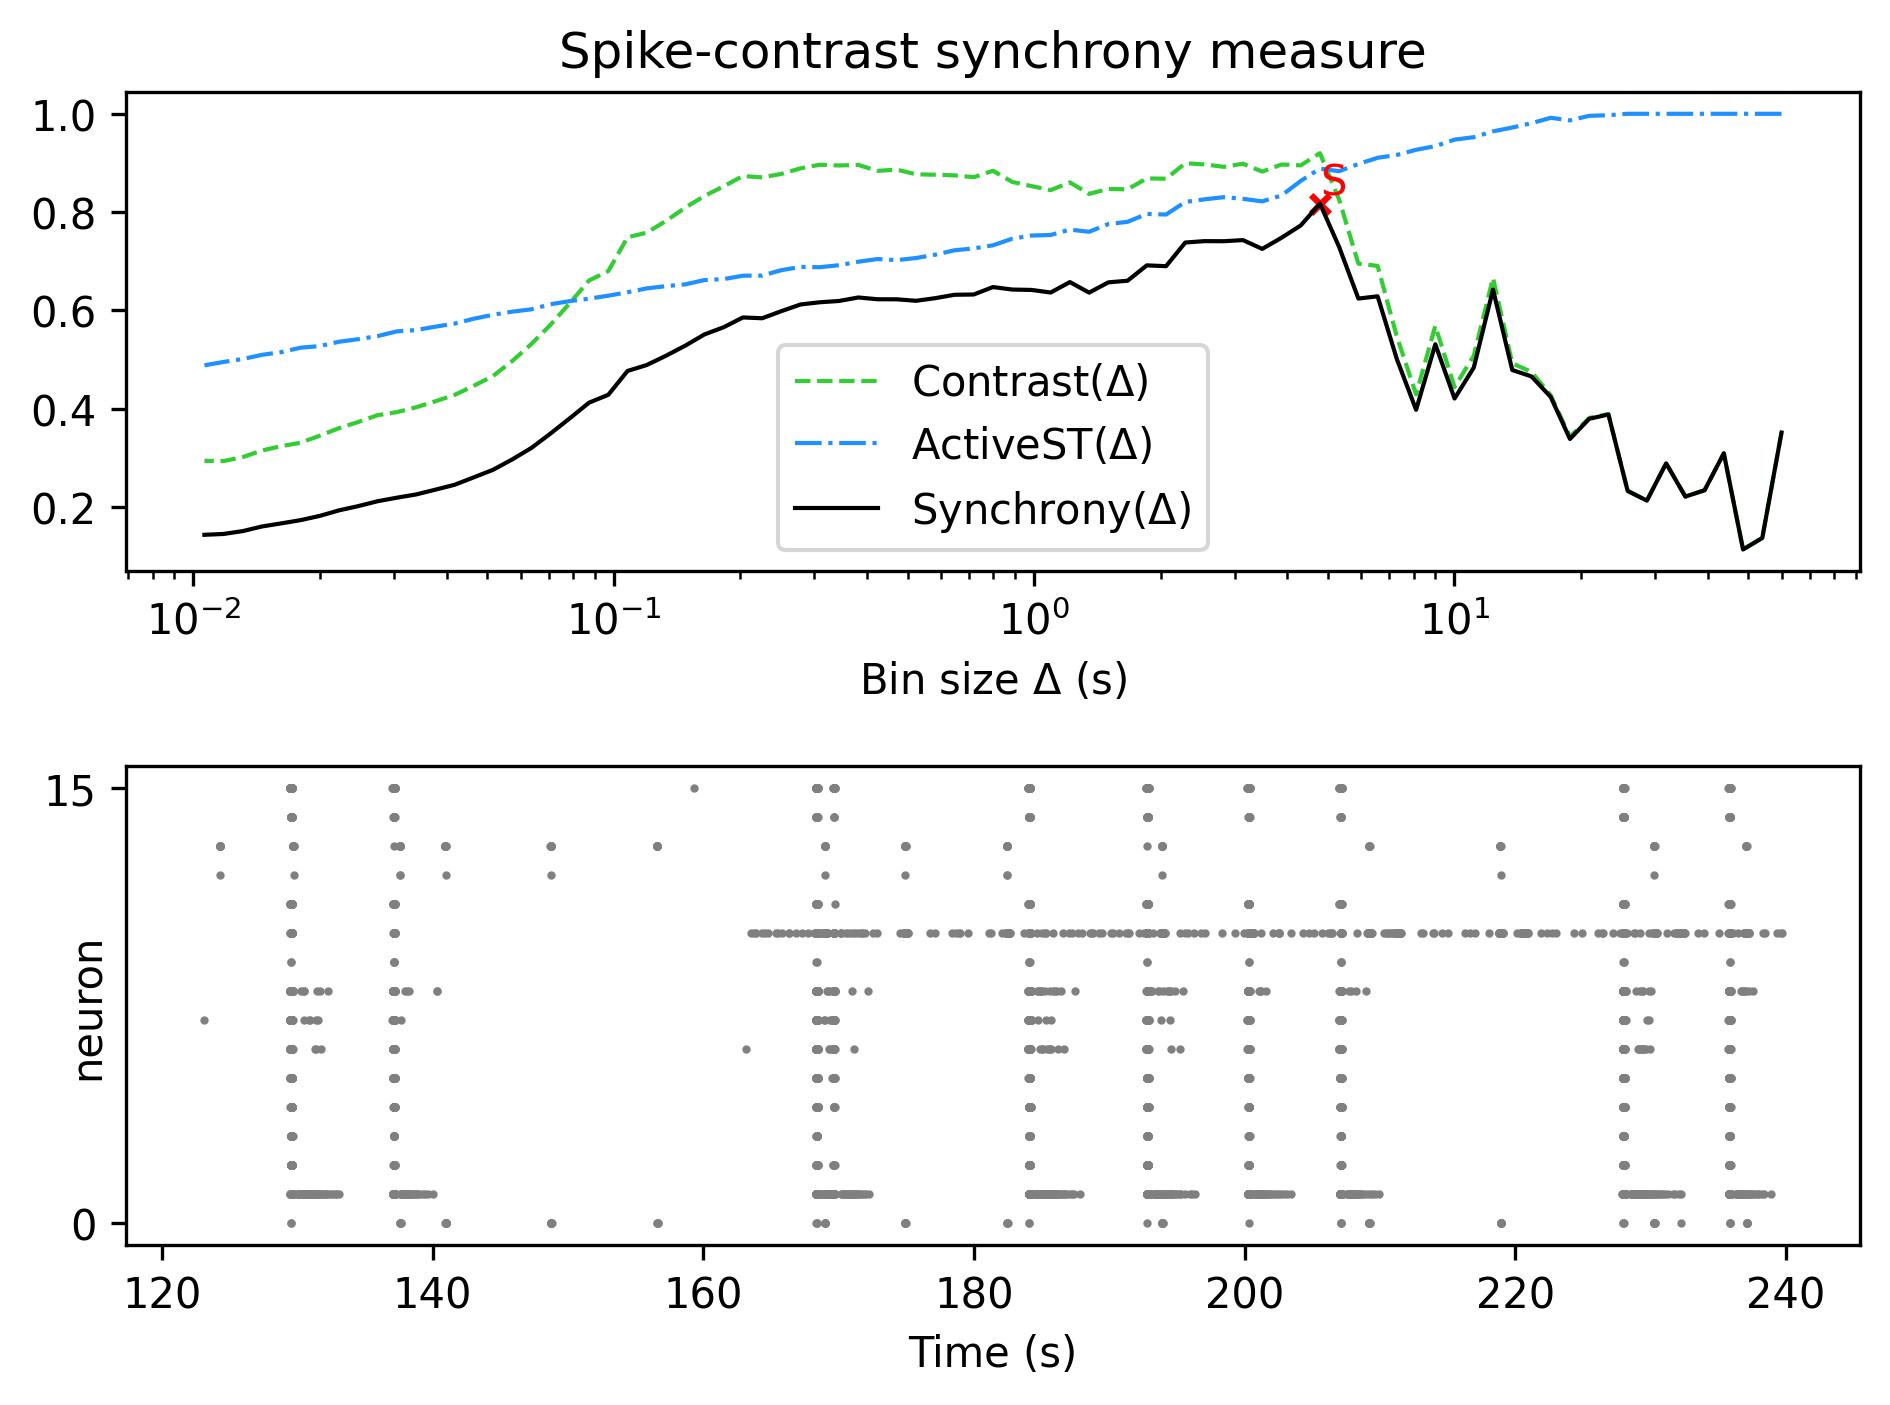 Spike-contrast synchrony measure
1.0
0.8
0.6
0.4
0.2
S
Contrast(Δ)
ActiveST(Δ)
Synchrony(Δ)
10⁻² 10⁻¹ 10⁰ 10¹
Bin size Δ (s)
15
0
neuron
120 140 160 180 200 220 240
Time (s)